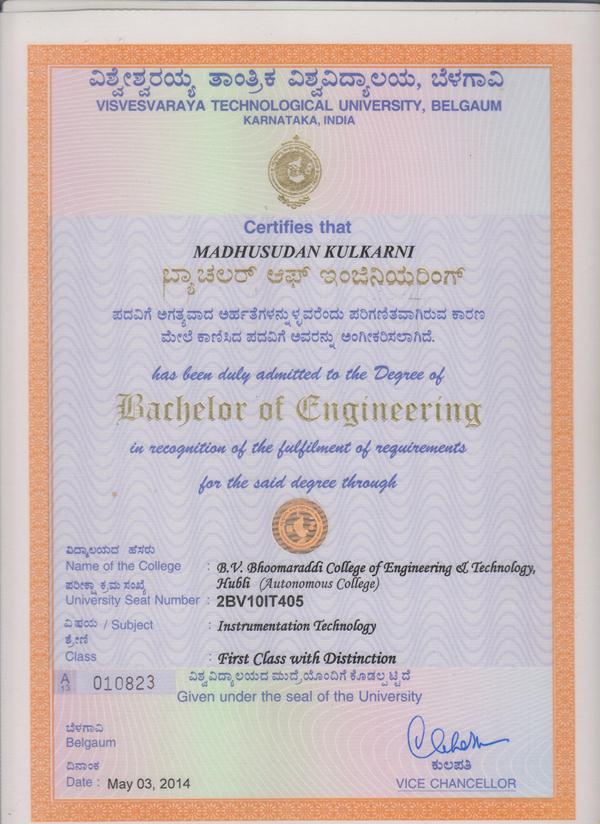 ವಿಶ್ವೇಶ್ವರಯ್ಯ ತಾಂತ್ರಿಕ ವಿಶ್ವವಿದ್ಯಾಲಯ, ಬೆಳಗಾವಿ
VISVESVARAYA TECHNOLOGICAL UNIVERSITY, BELGAUM
KARNATAKA, INDIA
Certifies that
MADHUSUDAN KULKARNI
ಬ್ಯಾಚಲರ್ ಆಫ್ ಇಂಜಿನಿಯರಿಂಗ್
ಪದವಿಗೆ ಅಗತ್ಯವಾದ ಅರ್ಹತೆಗಳನ್ನುಳ್ಳವರೆಂದು ಪರಿಗಣಿತವಾಗಿರುವ ಕಾರಣ
ಮೇಲೆ ಕಾಣಿಸಿದ ಪದವಿಗೆ ಅವರನ್ನು ಅಂಗೀಕರಿಸಲಾಗಿದೆ.
has been duly admitted to the Degree of
Bachelor of Engineering
in recognition of the fulfilment of requirements
for the said degree through
ವಿದ್ಯಾಲಯದ ಹೆಸರು
Name of the College : B.V. Bhoomaraddi College of Engineering & Technology,
Hubli (Autonomous College)
ಪರೀಕ್ಷಾ ಕ್ರಮ ಸಂಖ್ಯೆ
University Seat Number : 2BV10IT405
ವಿಷಯ / Subject : Instrumentation Technology
ಶ್ರೇಣಿ
Class : First Class with Distinction
A 13 010823
ವಿಶ್ವವಿದ್ಯಾಲಯದ ಮುದ್ರೆಯೊಂದಿಗೆ ಕೊಡಲ್ಪಟ್ಟಿದೆ
Given under the seal of the University
ಬೆಳಗಾವಿ
Belgaum
ದಿನಾಂಕ
Date : May 03, 2014
ಕುಲಪತಿ
VICE CHANCELLOR